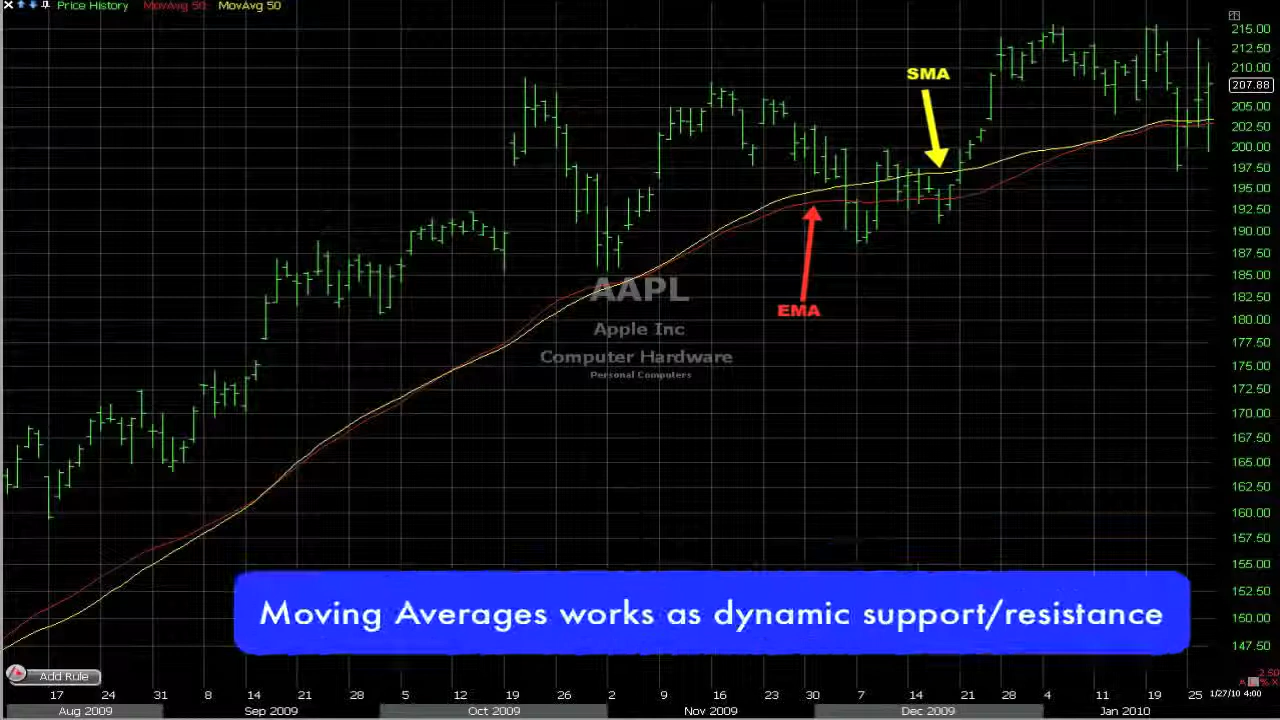 Price History MovAvg 50 MovAvg 50
215.00
212.50
210.00
207.88
205.00
202.50
200.00
197.50
195.00
192.50
190.00
187.50
185.00
182.50
180.00
177.50
175.00
172.50
170.00
167.50
165.00
162.50
160.00
157.50
155.00
152.50
150.00
147.50
SMA
EMA
AAPL
Apple Inc
Computer Hardware
Personal Computers
Moving Averages works as dynamic support/resistance
Add Rule
2.50
17 24 31 8 14 21 28 5 12 19 26 2 9 16 23 30 7 14 21 28 4 11 19 25 1/27/10 4:00
Aug 2009 Sep 2009 Oct 2009 Nov 2009 Dec 2009 Jan 2010